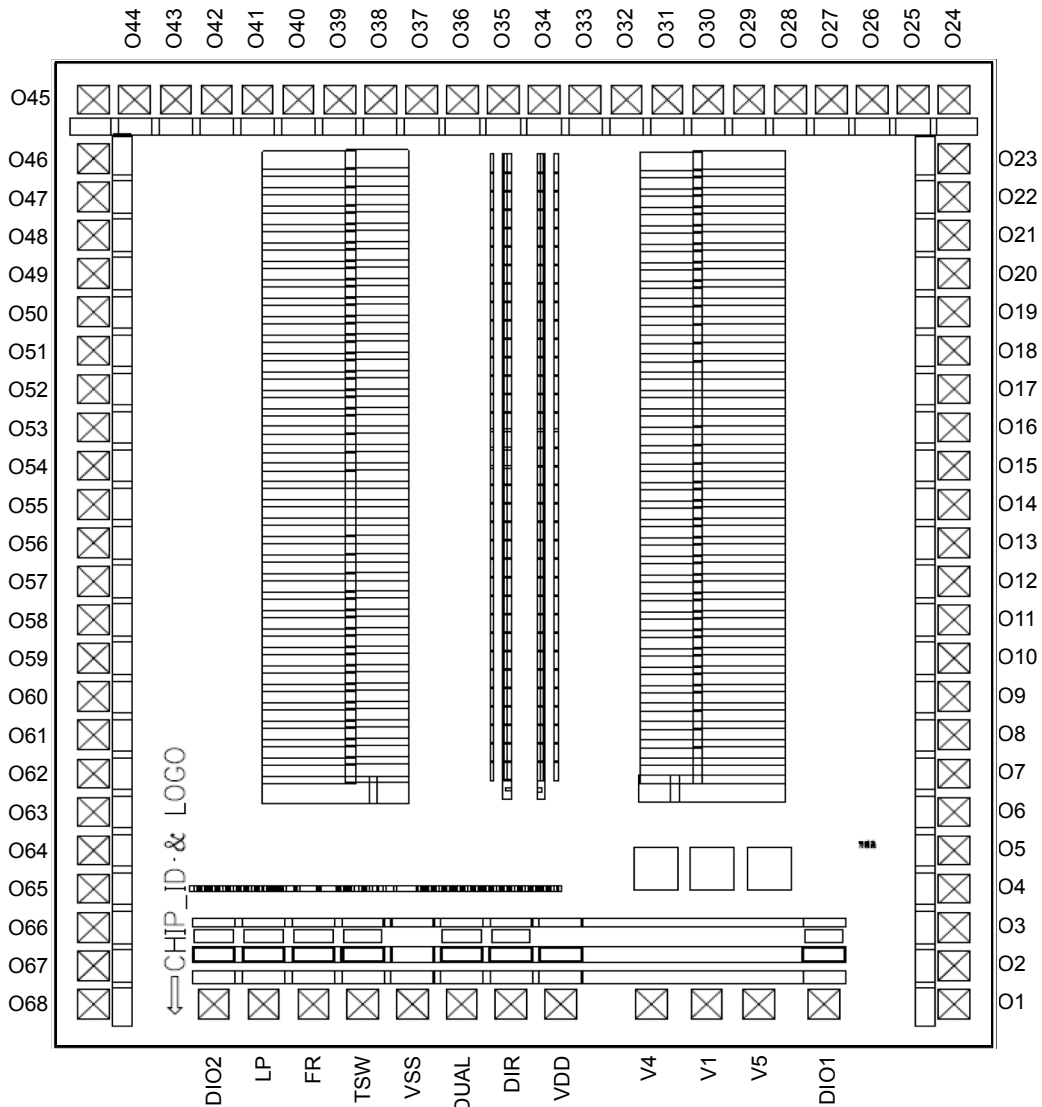 O44 O43 O42 O41 O40 O39 O38 O37 O36 O35 O34 O33 O32 O31 O30 O29 O28 O27 O26 O25 O24
O45
O46 O23
O47 O22
O48 O21
O49 O20
O50 O19
O51 O18
O52 O17
O53 O16
O54 O15
O55 O14
O56 O13
O57 O12
O58 O11
O59 O10
O60 O9
O61 O8
O62 O7
O63 O6
O64 O5
O65 O4
O66 O3
O67 O2
O68 O1
←CHIP_ID·& LOGO
DIO2 LP FR TSW VSS DUAL DIR VDD V4 V1 V5 DIO1